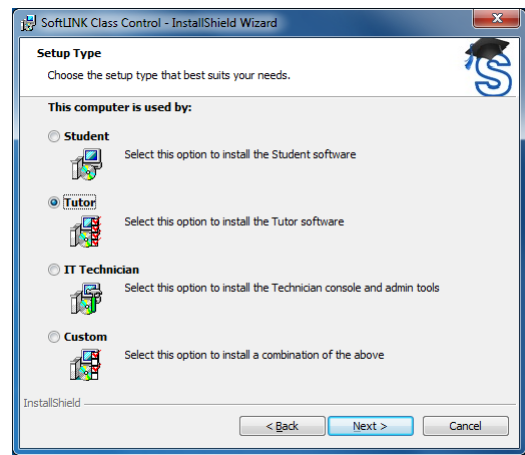 SoftLINK Class Control - InstallShield Wizard
Setup Type
Choose the setup type that best suits your needs.
This computer is used by:
Student
Select this option to install the Student software
Tutor
Select this option to install the Tutor software
IT Technician
Select this option to install the Technician console and admin tools
Custom
Select this option to install a combination of the above
InstallShield
< Back
Next >
Cancel